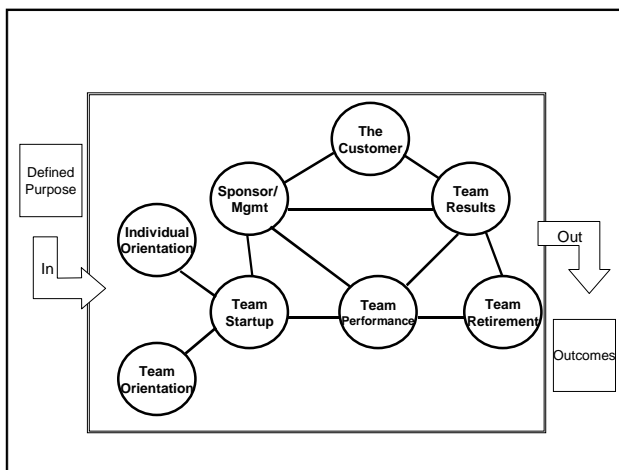 The
Customer
Defined
Purpose
Sponsor/
Mgmt
Team
Results
Individual
Orientation
Out
In
Team
Startup
Team
Performance
Team
Retirement
Team
Orientation
Outcomes